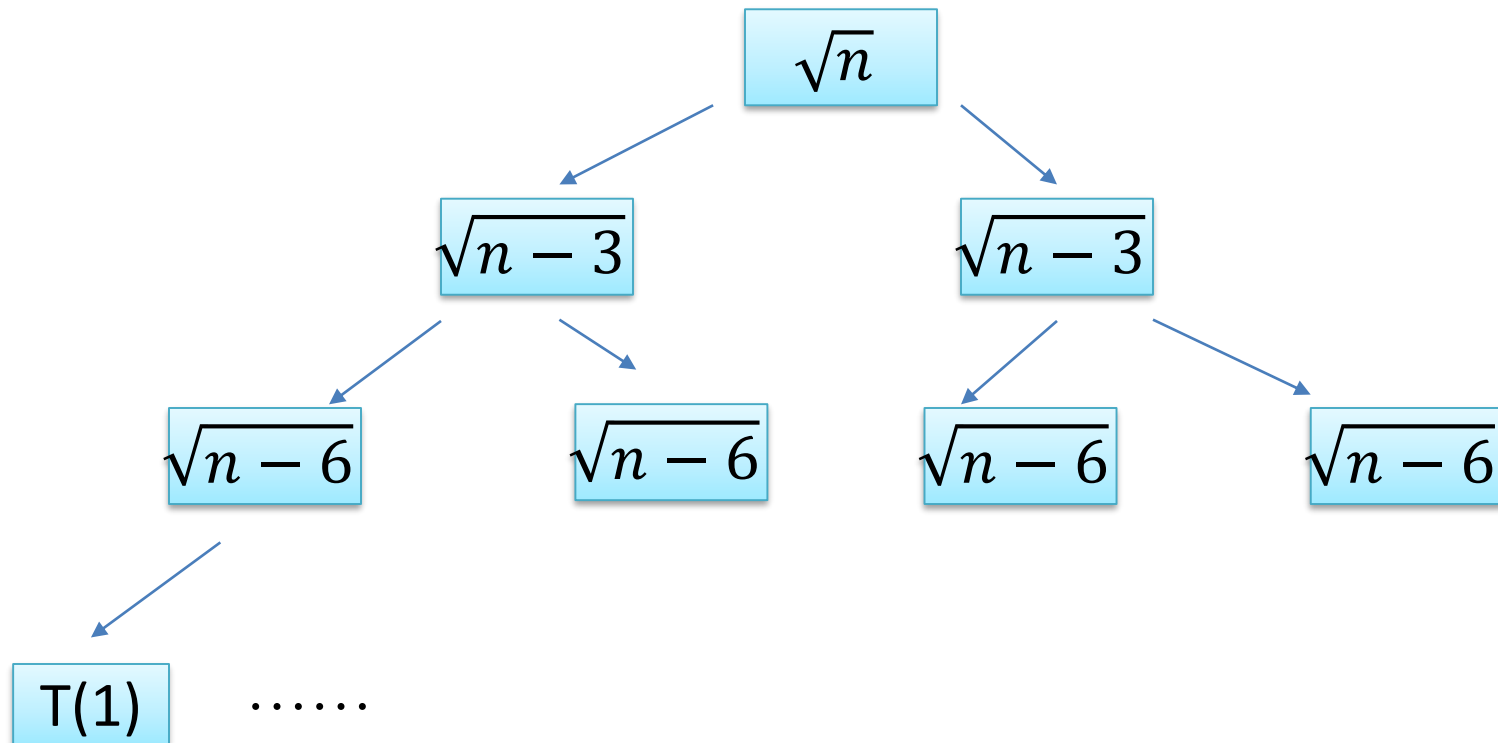 √n
√n − 3 √n − 3
√n − 6 √n − 6 √n − 6 √n − 6
T(1) ······